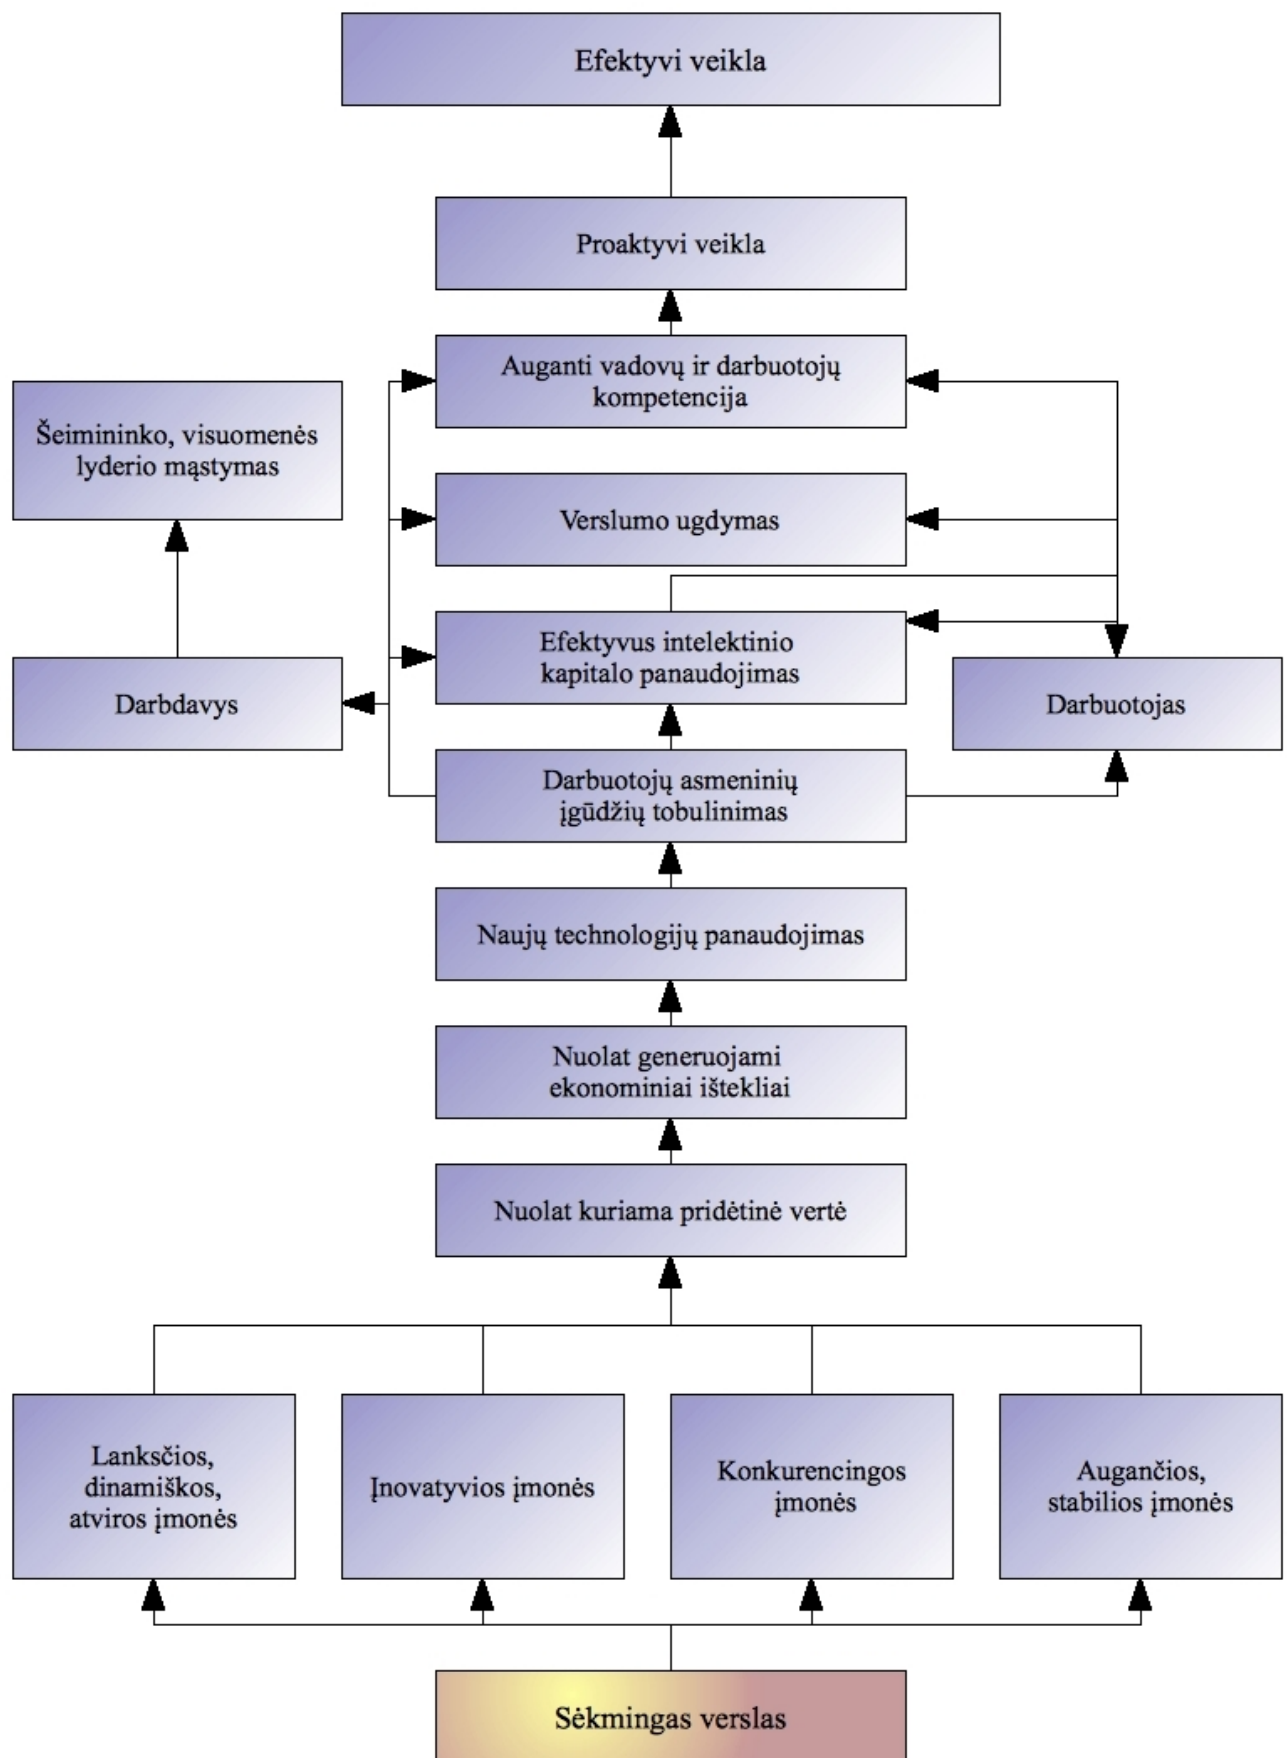 Efektyvi veikla
Proaktyvi veikla
Auganti vadovų ir darbuotojų
kompetencija
Šeimininko, visuomenės
lyderio mąstymas
Verslumo ugdymas
Efektyvus intelektinio
kapitalo panaudojimas
Darbdavys
Darbuotojas
Darbuotojų asmeninių
įgūdžių tobulinimas
Naujų technologijų panaudojimas
Nuolat generuojami
ekonominiai ištekliai
Nuolat kuriama pridėtinė vertė
Lanksčios,
dinamiškos,
atviros įmonės
Įnovatyvios įmonės
Konkurencingos
įmonės
Augančios,
stabilios įmonės
Sėkmingas verslas